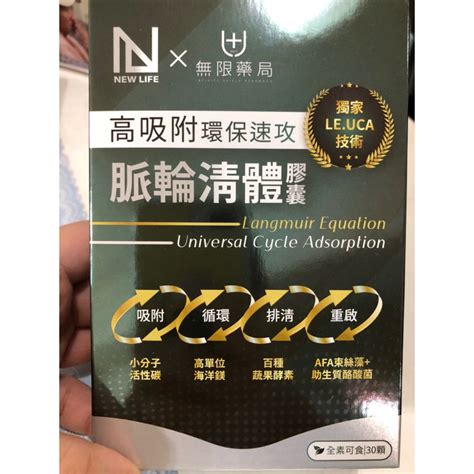 NEW LIFE
×
無限藥局
高吸附環保速攻
獨家
LE.UCA
技術
脈輪清體膠囊
Langmuir Equation
Universal Cycle Adsorption
吸附
循環
排清
重啟
小分子
活性碳
高單位
海洋鎂
百種
蔬果酵素
AFA束絲藻+
助生質酪酸菌
全素可食/30顆